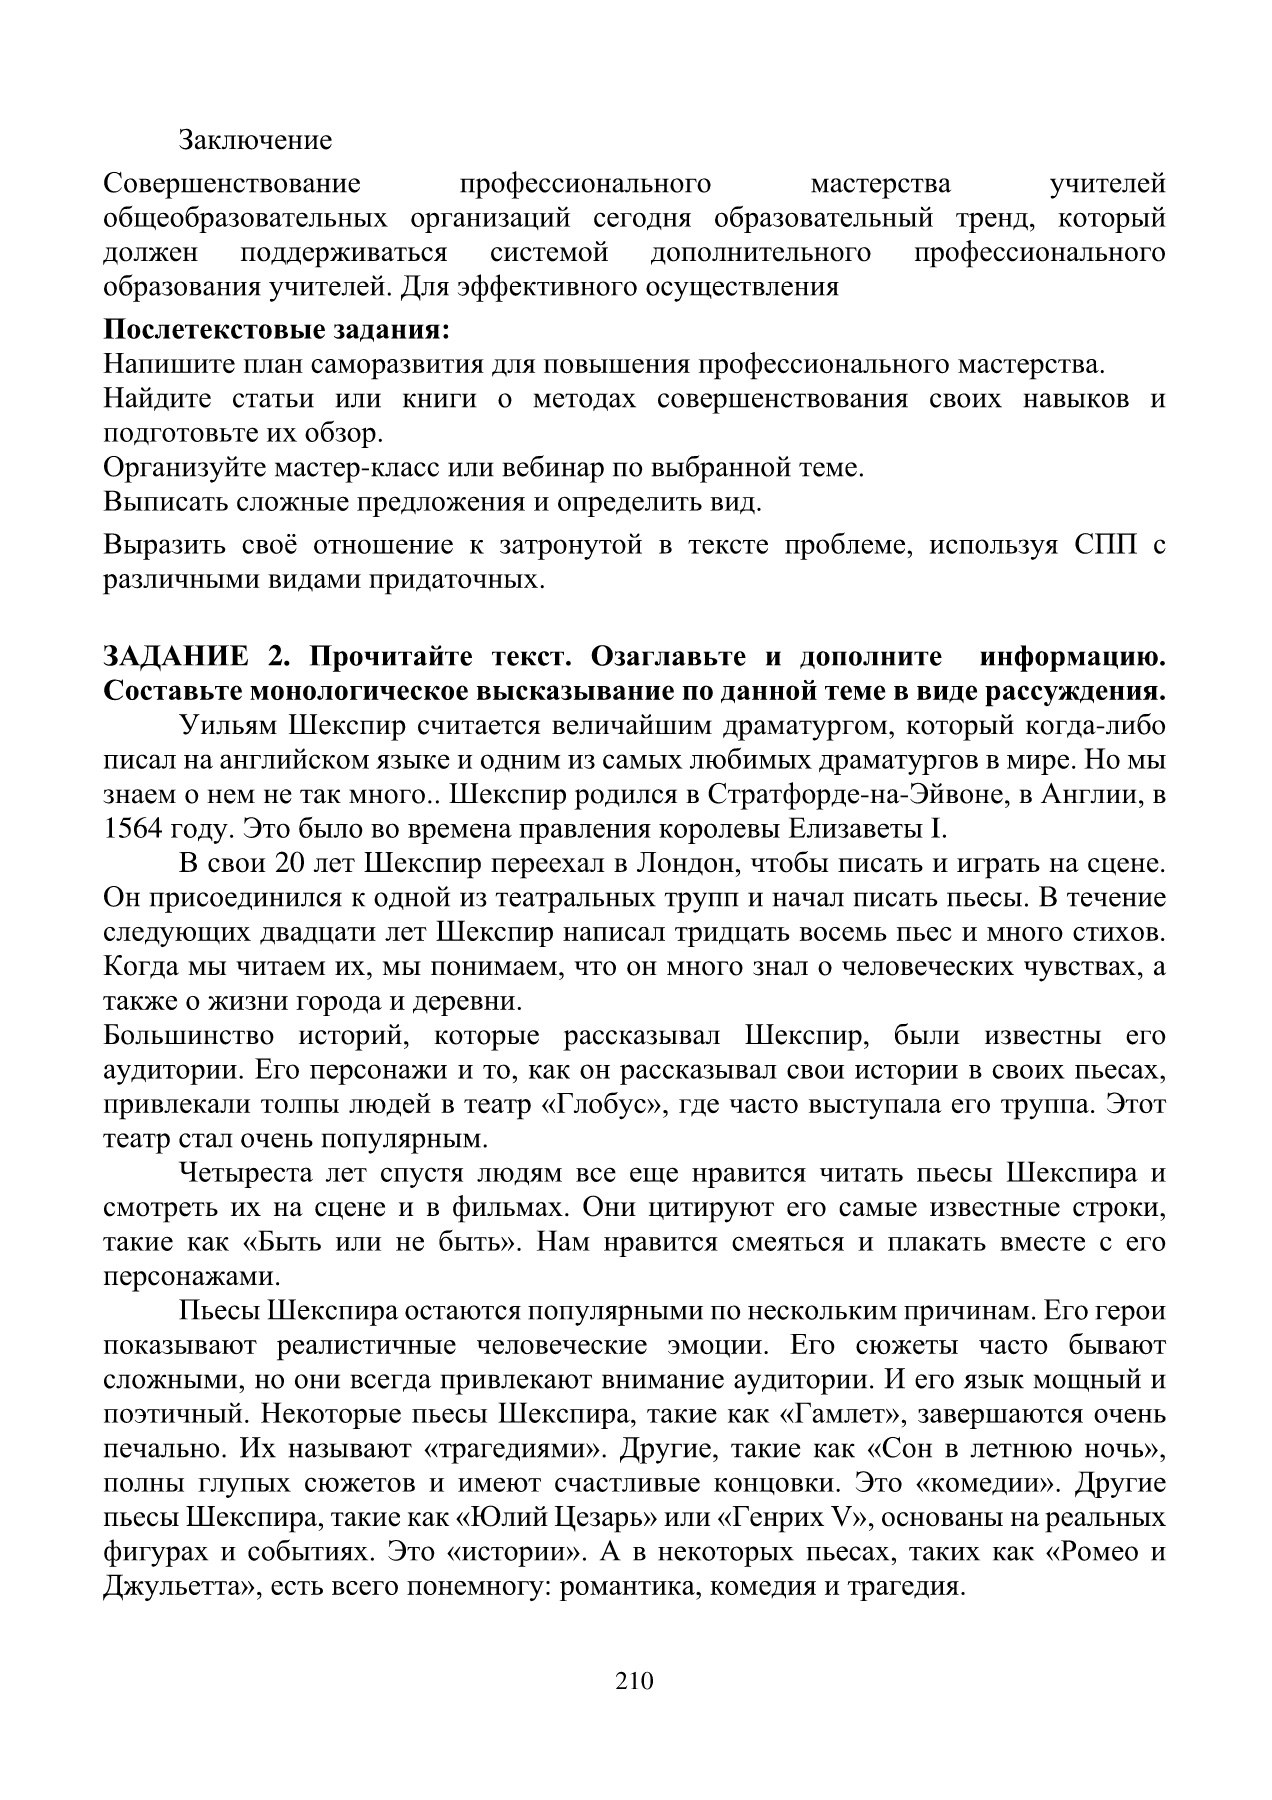 Заключение
Совершенствование профессионального мастерства учителей
общеобразовательных организаций сегодня образовательный тренд, который
должен поддерживаться системой дополнительного профессионального
образования учителей. Для эффективного осуществления
Послетекстовые задания:
Напишите план саморазвития для повышения профессионального мастерства.
Найдите статьи или книги о методах совершенствования своих навыков и
подготовьте их обзор.
Организуйте мастер-класс или вебинар по выбранной теме.
Выписать сложные предложения и определить вид.
Выразить своё отношение к затронутой в тексте проблеме, используя СПП с
различными видами придаточных.
ЗАДАНИЕ 2. Прочитайте текст. Озаглавьте и дополните информацию.
Составьте монологическое высказывание по данной теме в виде рассуждения.
Уильям Шекспир считается величайшим драматургом, который когда-либо
писал на английском языке и одним из самых любимых драматургов в мире. Но мы
знаем о нем не так много.. Шекспир родился в Стратфорде-на-Эйвоне, в Англии, в
1564 году. Это было во времена правления королевы Елизаветы I.
В свои 20 лет Шекспир переехал в Лондон, чтобы писать и играть на сцене.
Он присоединился к одной из театральных трупп и начал писать пьесы. В течение
следующих двадцати лет Шекспир написал тридцать восемь пьес и много стихов.
Когда мы читаем их, мы понимаем, что он много знал о человеческих чувствах, а
также о жизни города и деревни.
Большинство историй, которые рассказывал Шекспир, были известны его
аудитории. Его персонажи и то, как он рассказывал свои истории в своих пьесах,
привлекали толпы людей в театр «Глобус», где часто выступала его труппа. Этот
театр стал очень популярным.
Четыреста лет спустя людям все еще нравится читать пьесы Шекспира и
смотреть их на сцене и в фильмах. Они цитируют его самые известные строки,
такие как «Быть или не быть». Нам нравится смеяться и плакать вместе с его
персонажами.
Пьесы Шекспира остаются популярными по нескольким причинам. Его герои
показывают реалистичные человеческие эмоции. Его сюжеты часто бывают
сложными, но они всегда привлекают внимание аудитории. И его язык мощный и
поэтичный. Некоторые пьесы Шекспира, такие как «Гамлет», завершаются очень
печально. Их называют «трагедиями». Другие, такие как «Сон в летнюю ночь»,
полны глупых сюжетов и имеют счастливые концовки. Это «комедии». Другие
пьесы Шекспира, такие как «Юлий Цезарь» или «Генрих V», основаны на реальных
фигурах и событиях. Это «истории». А в некоторых пьесах, таких как «Ромео и
Джульетта», есть всего понемногу: романтика, комедия и трагедия.
210